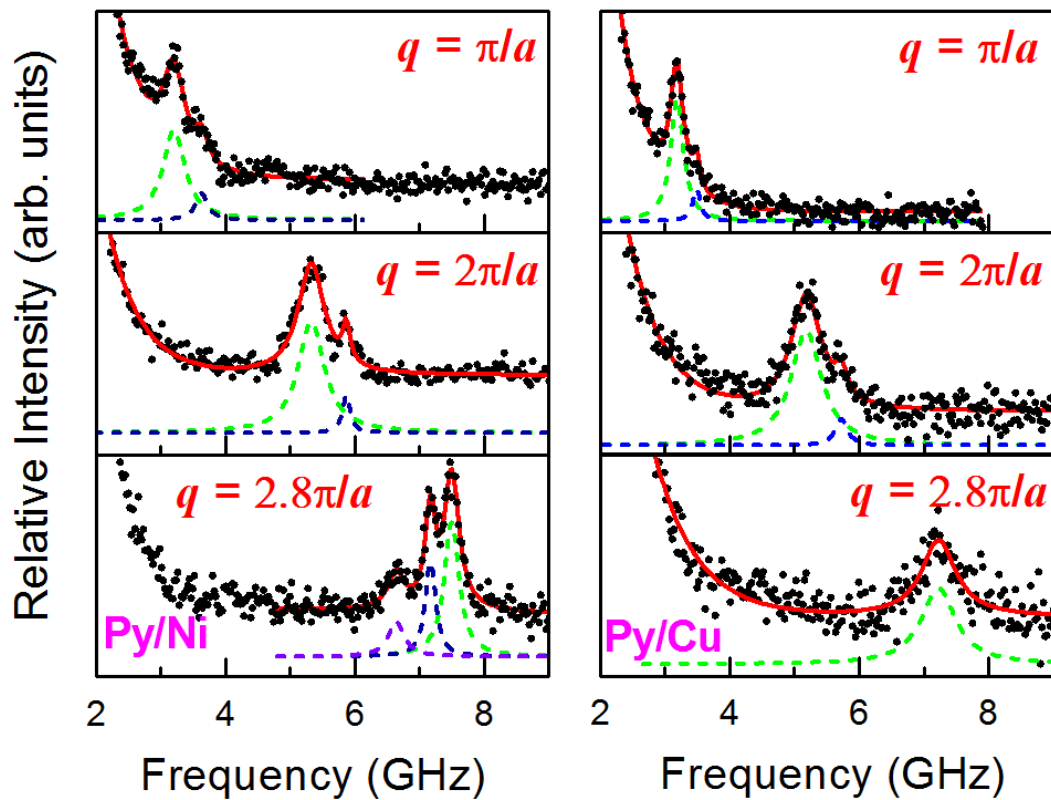 Relative Intensity (arb. units)
q = π/a
q = π/a
q = 2π/a
q = 2π/a
q = 2.8π/a
q = 2.8π/a
Py/Ni
Py/Cu
2 4 6 8
2 4 6 8
Frequency (GHz)
Frequency (GHz)